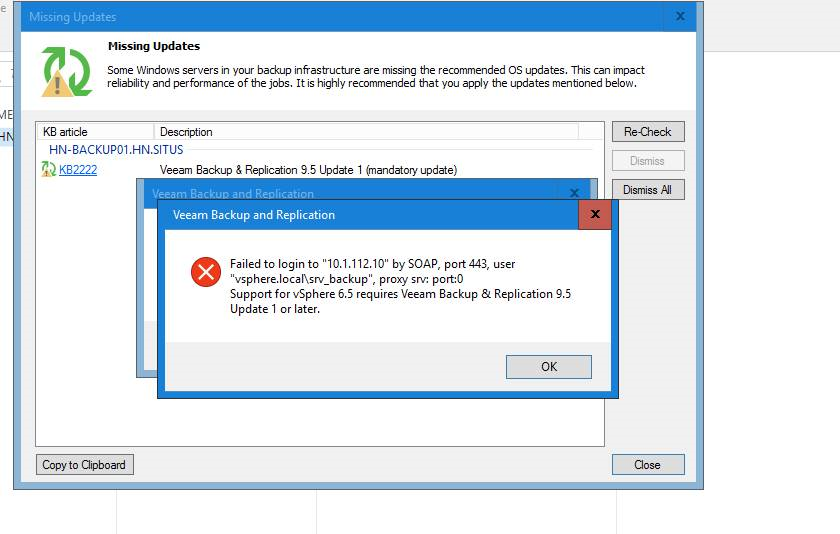 Missing Updates
Missing Updates
Some Windows servers in your backup infrastructure are missing the recommended OS updates. This can impact
reliability and performance of the jobs. It is highly recommended that you apply the updates mentioned below.
KB article Description
Re-Check
HN-BACKUP01.HN.SITUS
Dismiss
KB2222 Veeam Backup & Replication 9.5 Update 1 (mandatory update)
Dismiss All
Veeam Backup and Replication
Veeam Backup and Replication
Failed to login to "10.1.112.10" by SOAP, port 443, user
"vsphere.local\srv_backup", proxy srv: port:0
Support for vSphere 6.5 requires Veeam Backup & Replication 9.5
Update 1 or later.
OK
Copy to Clipboard
Close